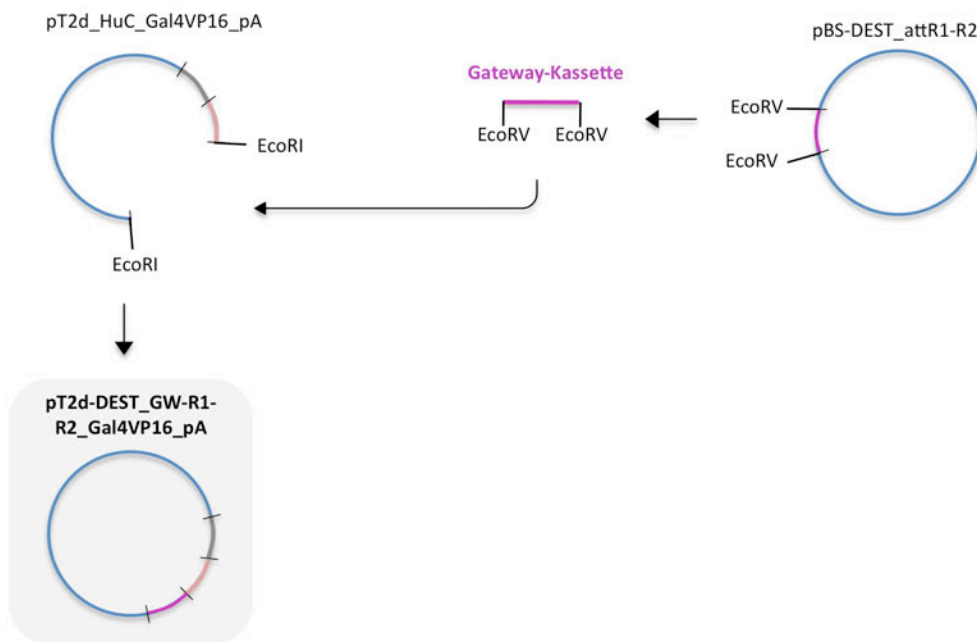 pT2d_HuC_Gal4VP16_pA
pBS-DEST_attR1-R2
Gateway-Kassette
EcoRV
EcoRV
EcoRV
EcoRI
EcoRV
EcoRI
pT2d-DEST_GW-R1-
R2_Gal4VP16_pA